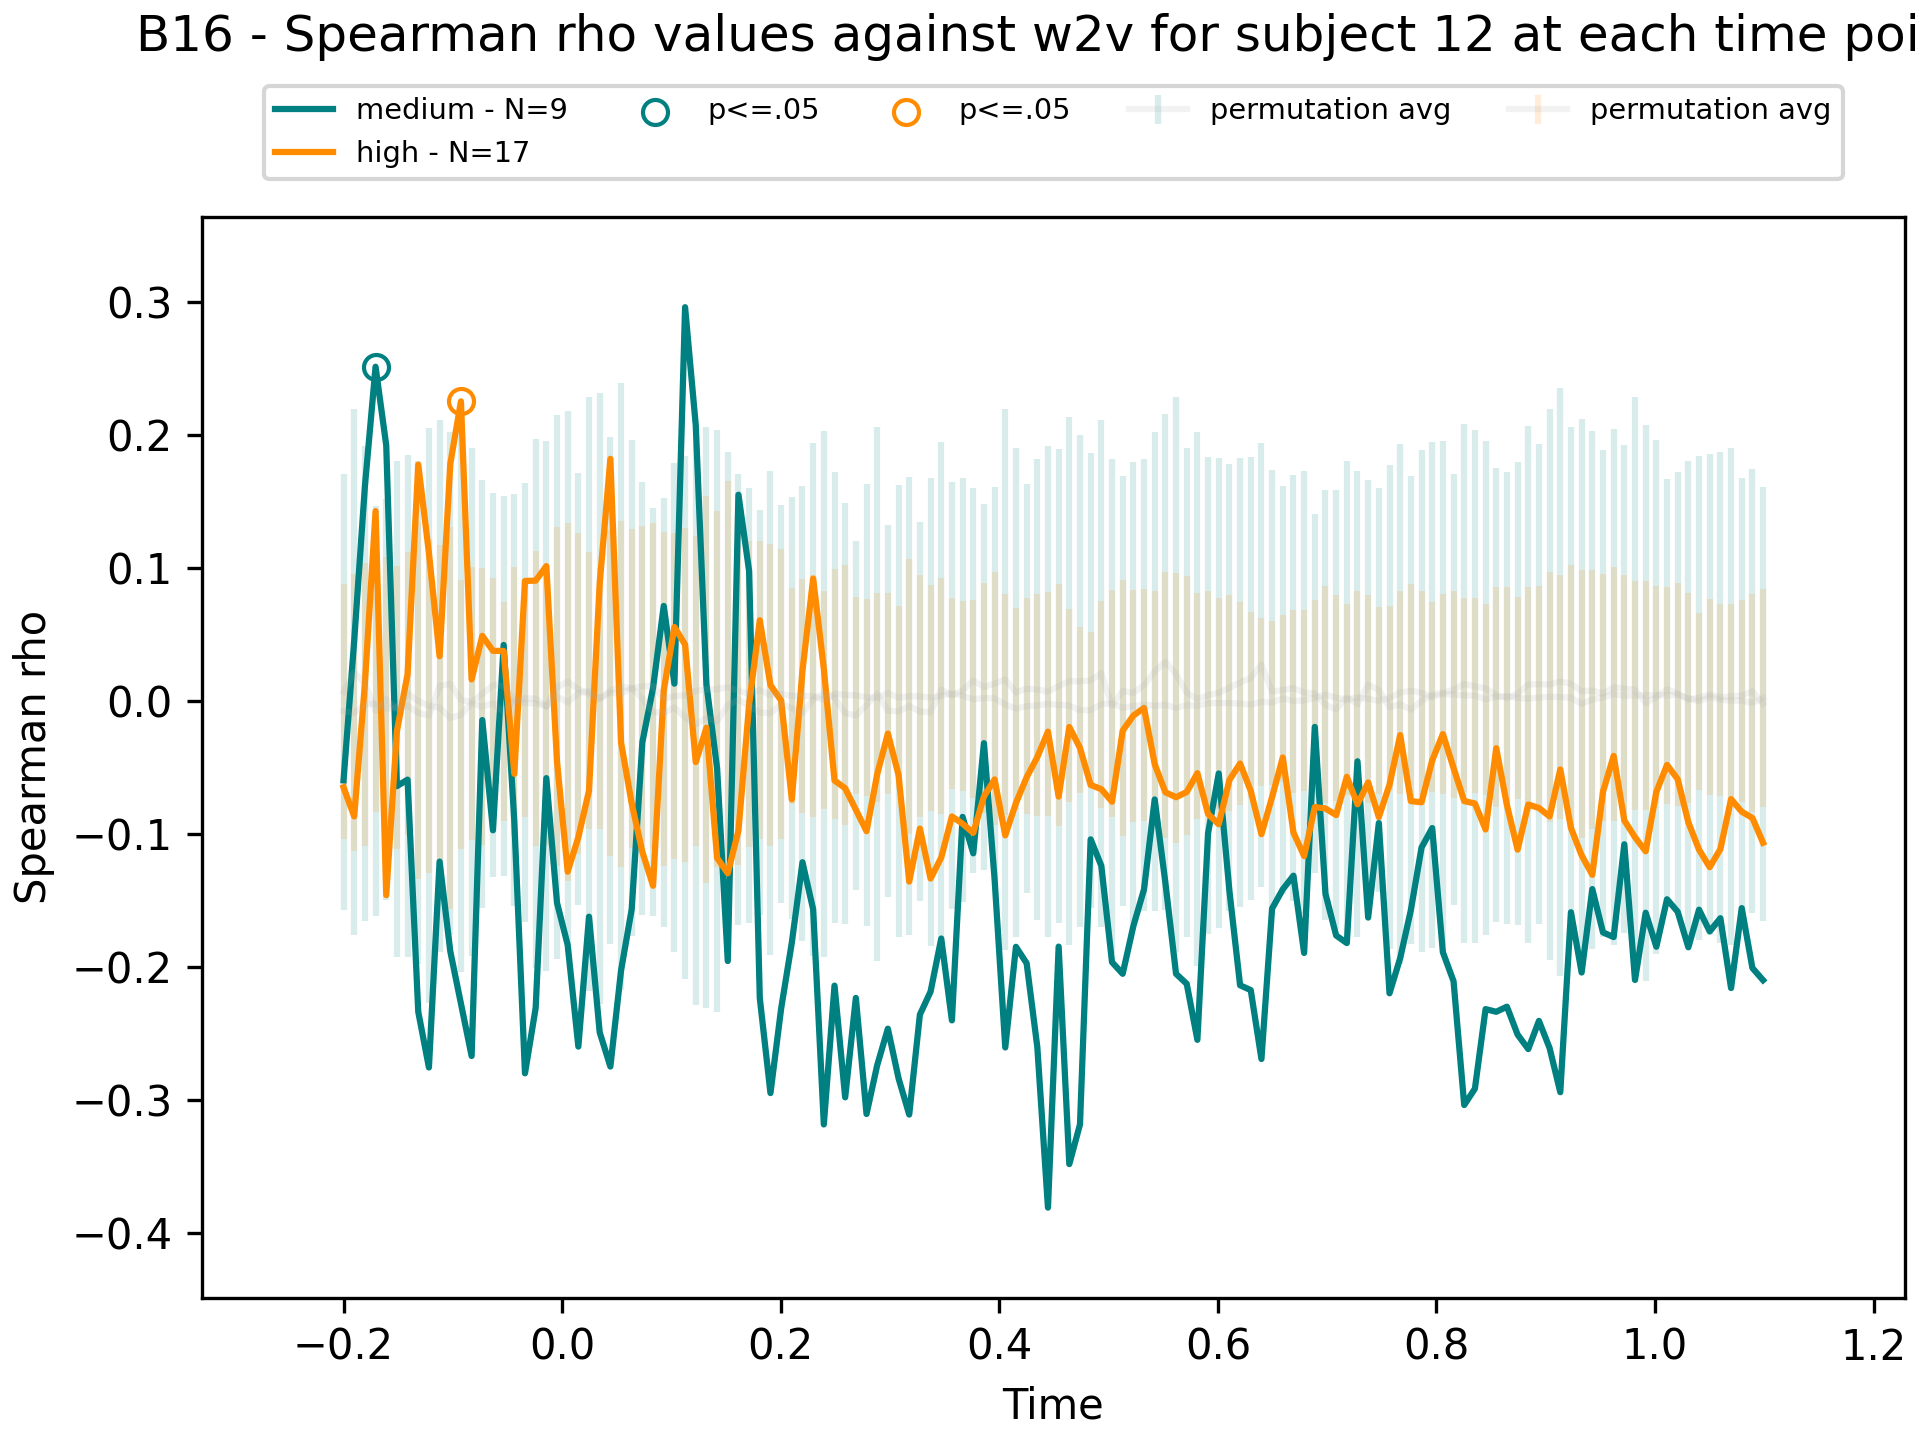 B16 - Spearman rho values against w2v for subject 12 at each time poi
medium - N=9
high - N=17
p<=.05
p<=.05
permutation avg
permutation avg
Spearman rho
0.3
0.2
0.1
0.0
−0.1
−0.2
−0.3
−0.4
−0.2 0.0 0.2 0.4 0.6 0.8 1.0 1.2
Time